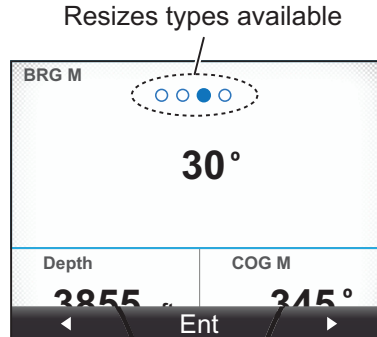 Resizes types available
BRG M
30°
Depth
COG M
3855 ft
345°
Ent